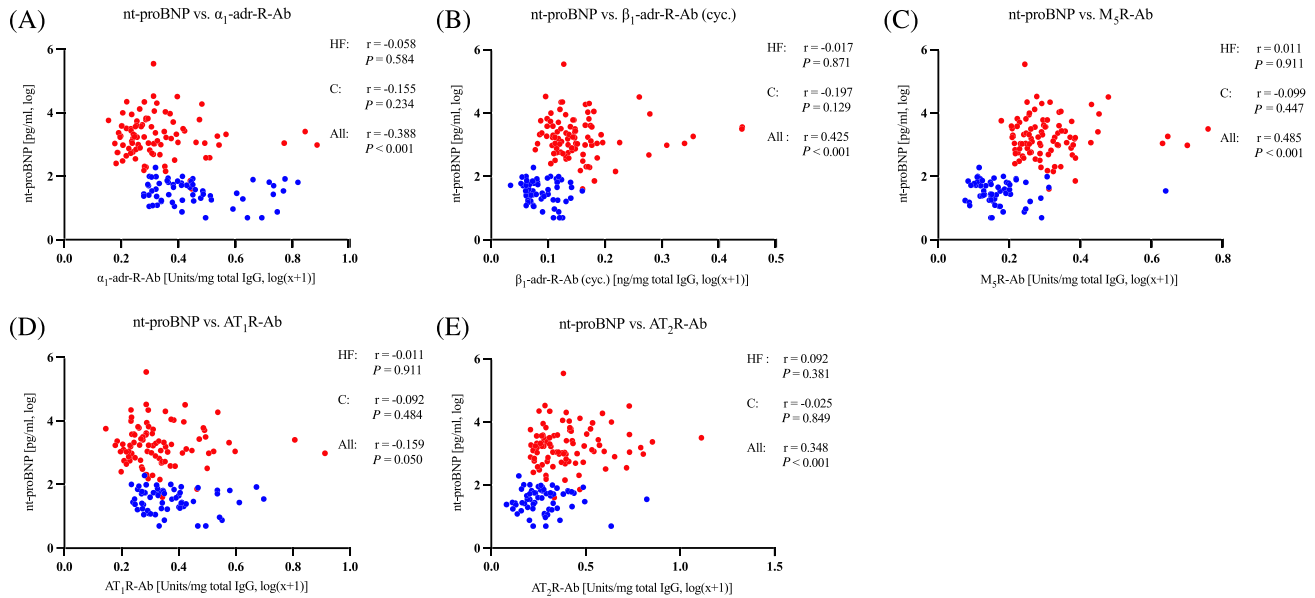 (A)
nt-proBNP vs. α₁-adr-R-Ab
HF: r = -0.058
P = 0.584
C: r = -0.155
P = 0.234
All: r = -0.388
P < 0.001
nt-proBNP [pg/ml, log]
6
4
2
0
0.0 0.2 0.4 0.6 0.8 1.0
α₁-adr-R-Ab [Units/mg total IgG, log(x+1)]
(B)
nt-proBNP vs. β₁-adr-R-Ab (cyc.)
HF: r = -0.017
P = 0.871
C: r = -0.197
P = 0.129
All : r = 0.425
P < 0.001
nt-proBNP [pg/ml, log]
6
4
2
0
0.0 0.1 0.2 0.3 0.4 0.5
β₁-adr-R-Ab (cyc.) [ng/mg total IgG, log(x+1)]
(C)
nt-proBNP vs. M₅R-Ab
HF: r = 0.011
P = 0.911
C: r = -0.099
P = 0.447
All: r = 0.485
P < 0.001
nt-proBNP [pg/ml, log]
6
4
2
0
0.0 0.2 0.4 0.6 0.8
M₅R-Ab [Units/mg total IgG, log(x+1)]
(D)
nt-proBNP vs. AT₁R-Ab
HF: r = -0.011
P = 0.911
C: r = -0.092
P = 0.484
All: r = -0.159
P = 0.050
nt-proBNP [pg/ml, log]
6
4
2
0
0.0 0.2 0.4 0.6 0.8 1.0
AT₁R-Ab [Units/mg total IgG, log(x+1)]
(E)
nt-proBNP vs. AT₂R-Ab
HF : r = 0.092
P = 0.381
C: r = -0.025
P = 0.849
All: r = 0.348
P < 0.001
nt-proBNP [pg/ml, log]
6
4
2
0
0.0 0.5 1.0 1.5
AT₂R-Ab [Units/mg total IgG, log(x+1)]